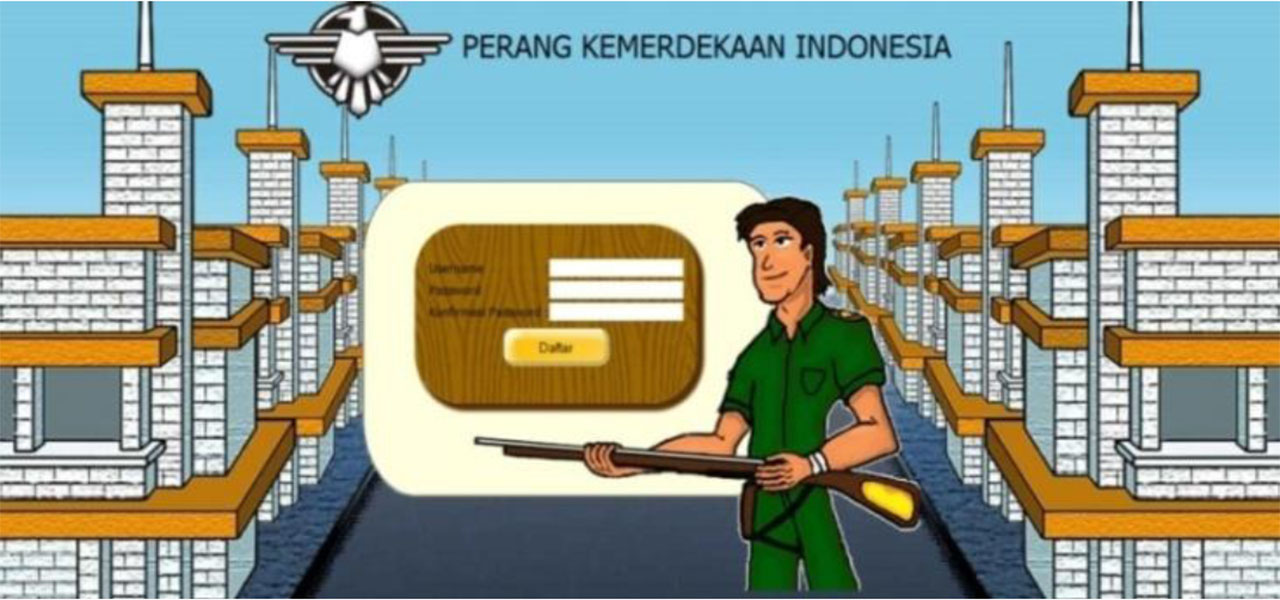 PERANG KEMERDEKAAN INDONESIA
Username
Password
Konfirmasi Password
Daftar